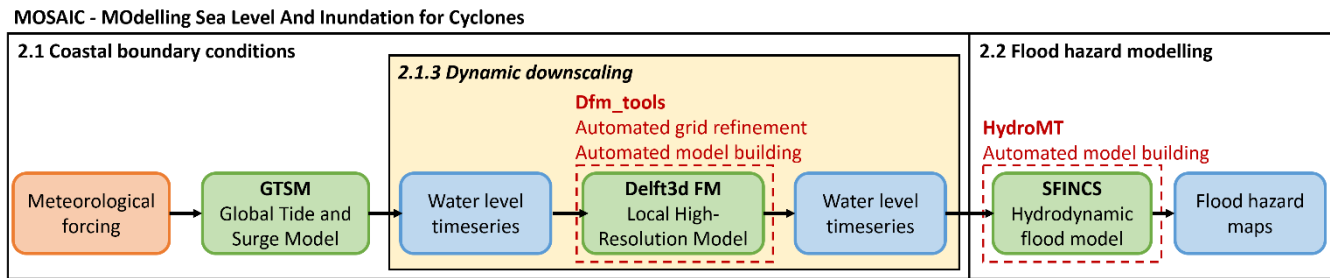 MOSAIC - MOdelling Sea Level And Inundation for Cyclones
2.1 Coastal boundary conditions
2.1.3 Dynamic downscaling
2.2 Flood hazard modelling
Dfm_tools
Automated grid refinement
Automated model building
HydroMT
Automated model building
Meteorological
forcing
GTSM
Global Tide and
Surge Model
Water level
timeseries
Delft3d FM
Local High-
Resolution Model
Water level
timeseries
SFINCS
Hydrodynamic
flood model
Flood hazard
maps